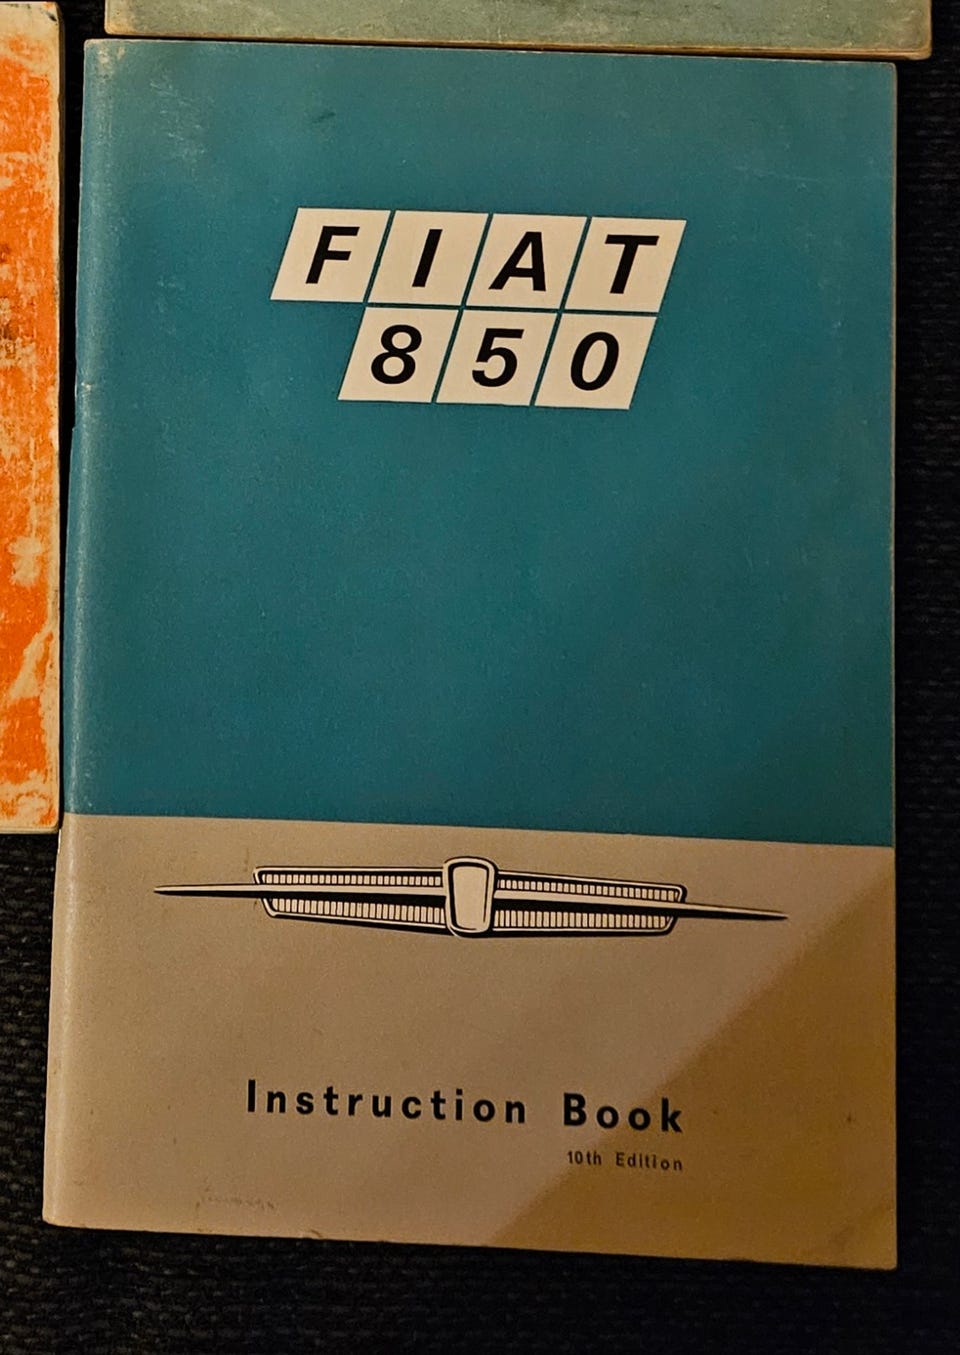 FIAT
850
Instruction Book
10th Edition